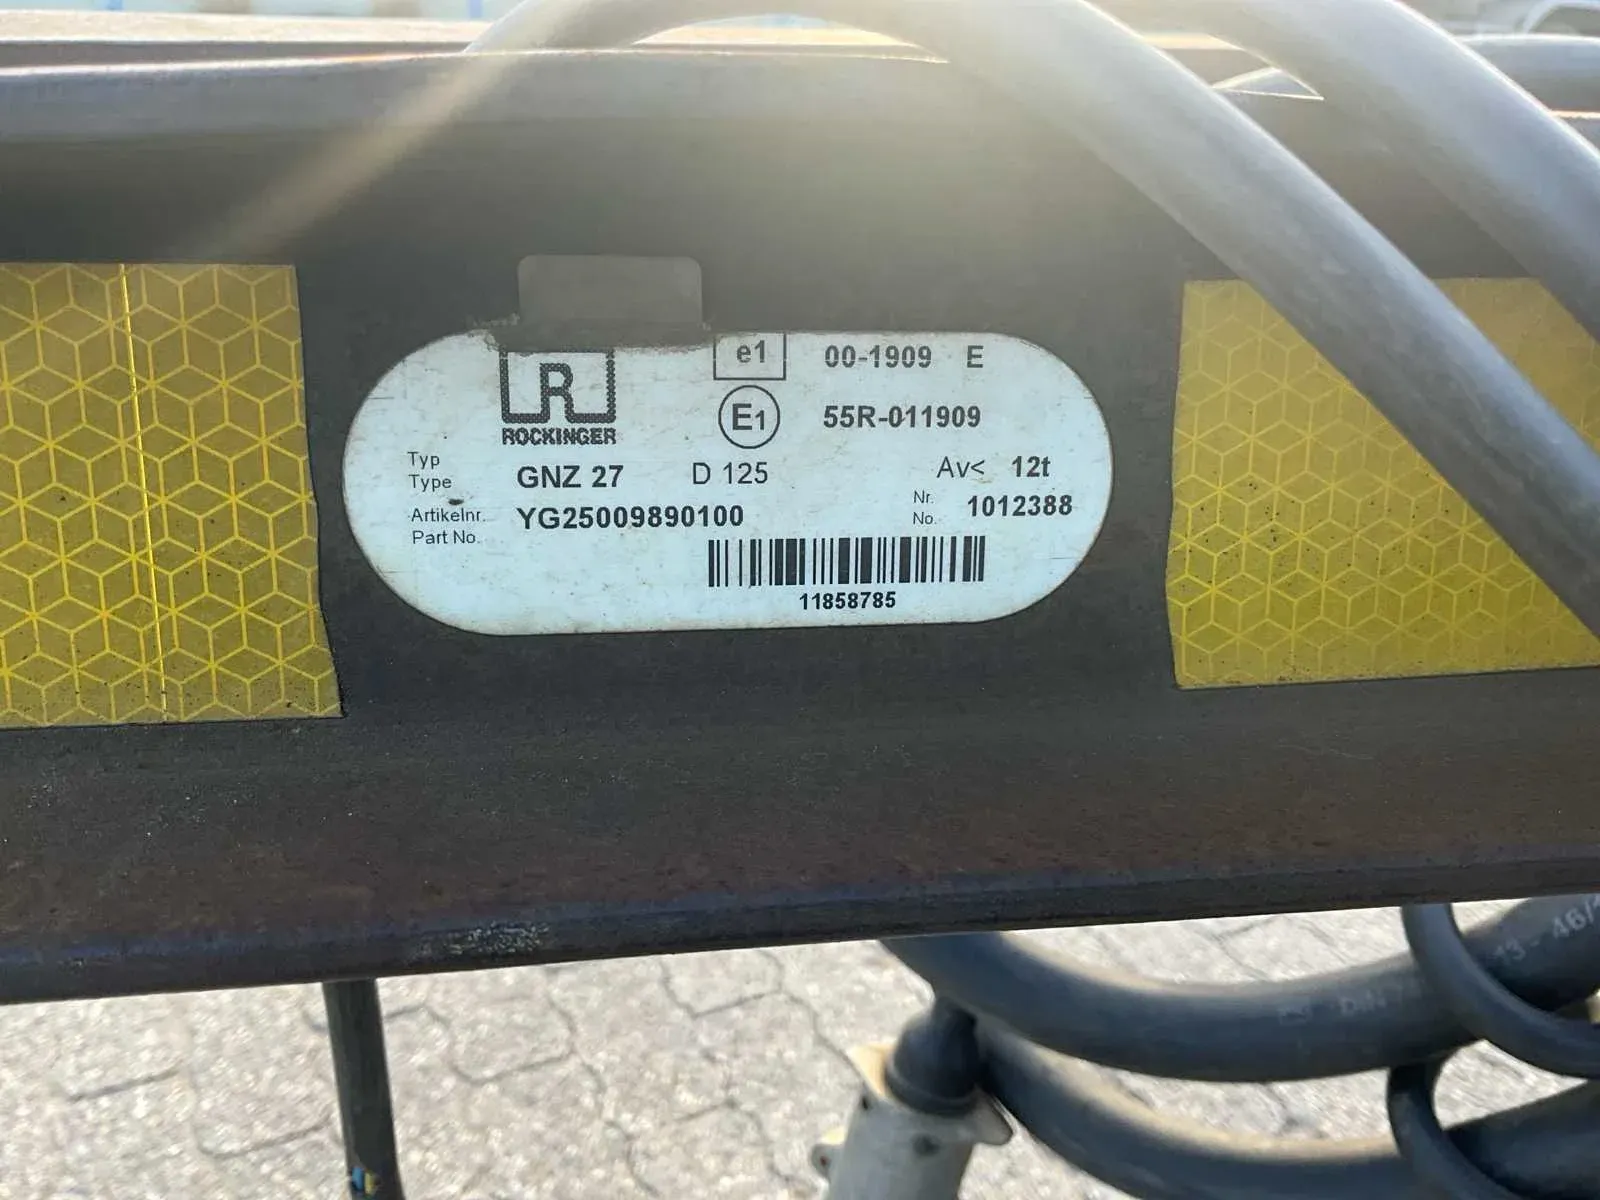 R e1 00-1909 E
ROCKINGER E1 55R-011909
Typ
Type GNZ 27 D 125 Av< 12t
Artikelnr. YG25009890100 Nr. 1012388
Part No. No.
11858785